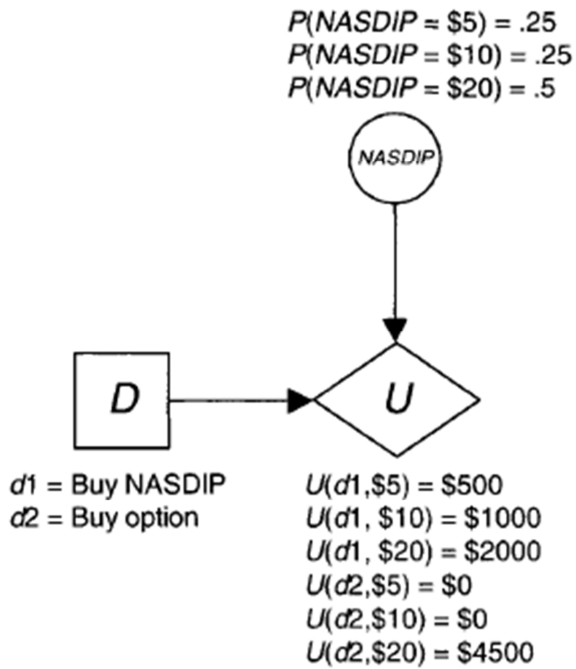 P(NASDIP = $5) = .25
P(NASDIP = $10) = .25
P(NASDIP = $20) = .5
NASDIP
D
U
d1 = Buy NASDIP
d2 = Buy option
U(d1,$5) = $500
U(d1, $10) = $1000
U(d1, $20) = $2000
U(d2,$5) = $0
U(d2,$10) = $0
U(d2,$20) = $4500